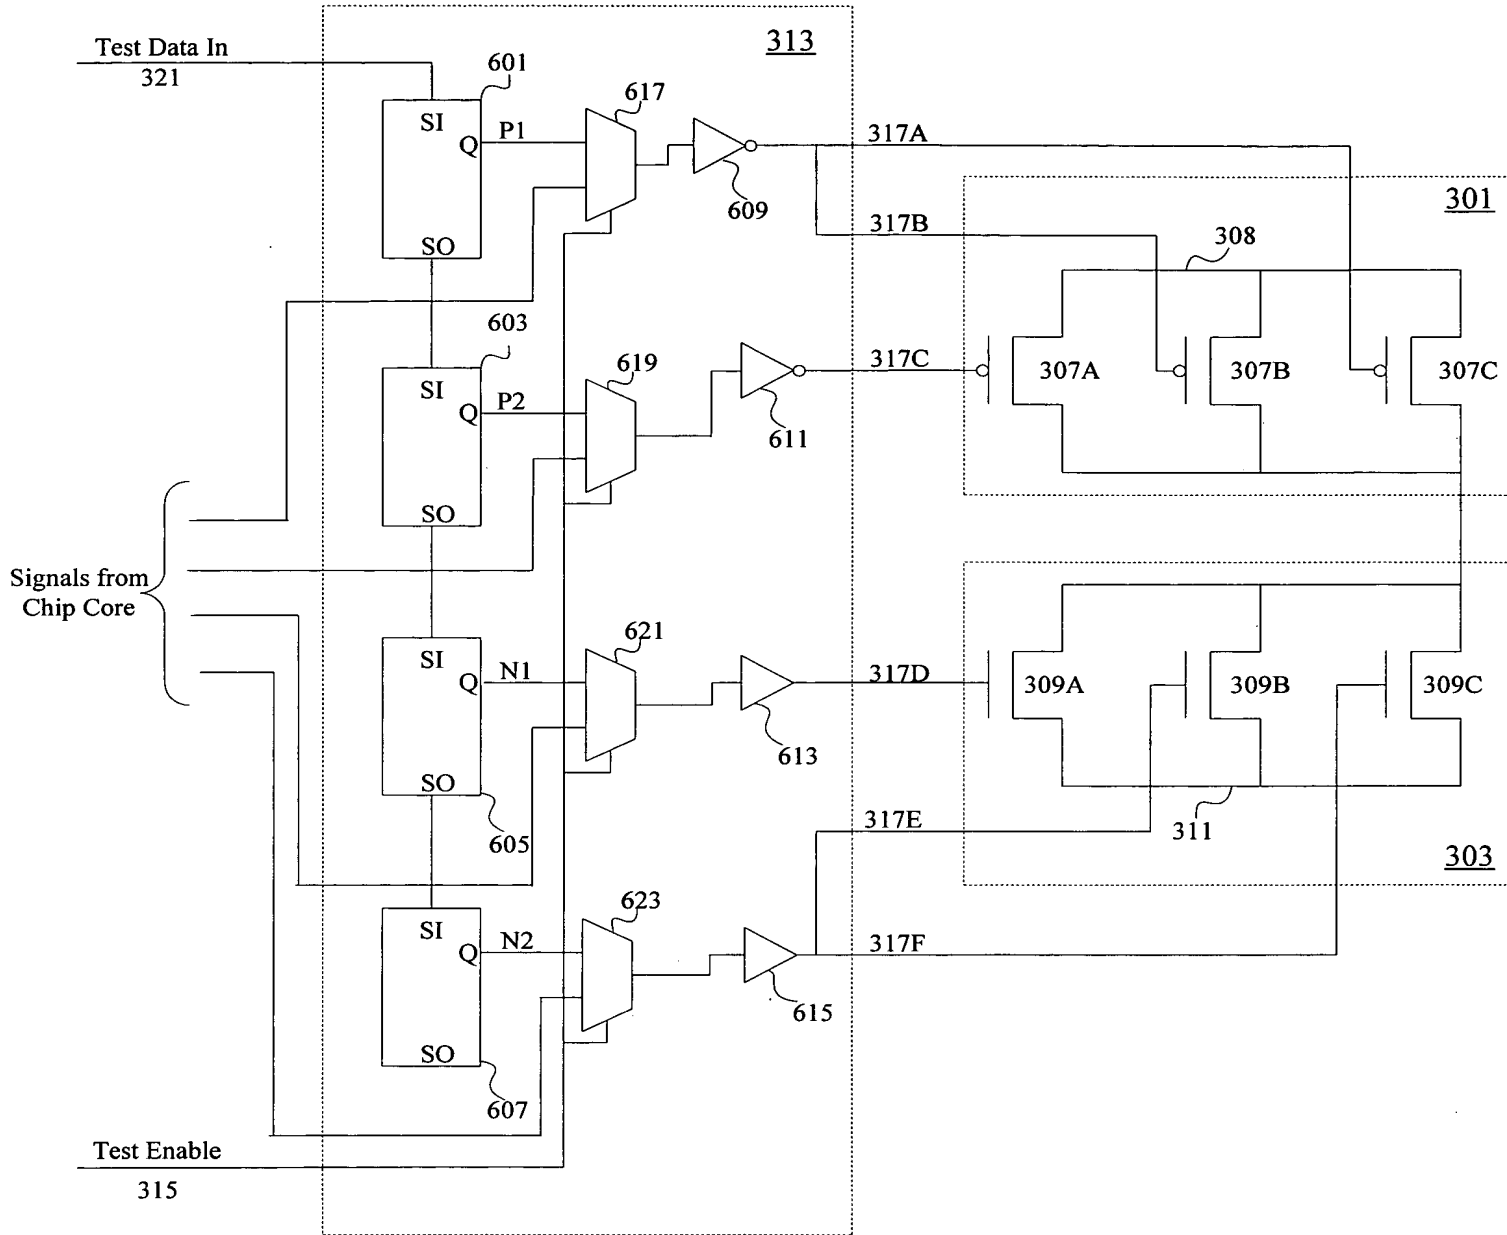 Test Data In
321
313
601
617
SI
Q
P1
SO
609
317A
317B
301
308
307A
307B
307C
603
619
SI
Q
P2
SO
611
317C
Signals from
Chip Core
621
SI
Q
N1
SO
605
613
317D
309A
309B
309C
311
303
317E
317F
623
SI
Q
N2
SO
607
615
Test Enable
315